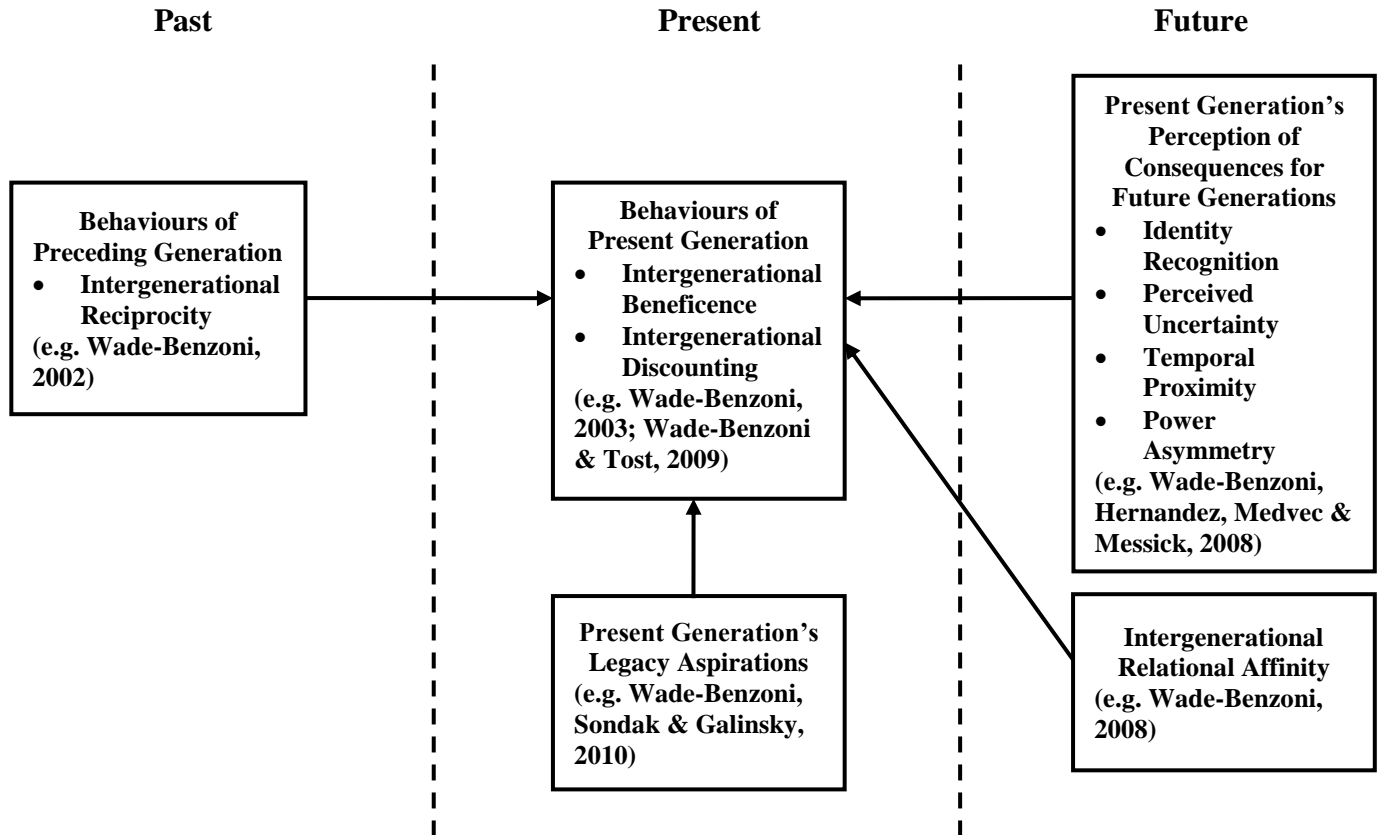 Past
Present
Future
Behaviours of
Preceding Generation
• Intergenerational
Reciprocity
(e.g. Wade-Benzoni,
2002)
Behaviours of
Present Generation
• Intergenerational
Beneficence
• Intergenerational
Discounting
(e.g. Wade-Benzoni,
2003; Wade-Benzoni
& Tost, 2009)
Present Generation’s
Legacy Aspirations
(e.g. Wade-Benzoni,
Sondak & Galinsky,
2010)
Present Generation’s
Perception of
Consequences for
Future Generations
• Identity
Recognition
• Perceived
Uncertainty
• Temporal
Proximity
• Power
Asymmetry
(e.g. Wade-Benzoni,
Hernandez, Medvec &
Messick, 2008)
Intergenerational
Relational Affinity
(e.g. Wade-Benzoni,
2008)